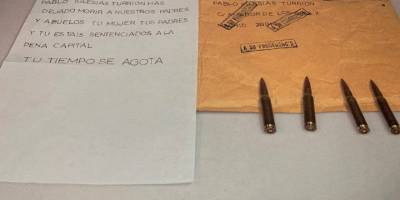 PABLO IGLESIAS TURRION HAS
DEJADO MORIR A NUESTROS PADRES
Y ABUELOS TU MUJER TUS PADRES
Y TU ESTAIS SENTENCIADOS A LA
PENA CAPITAL
TU TIEMPO SE AGOTA
PABLO IGLESIAS TURRION